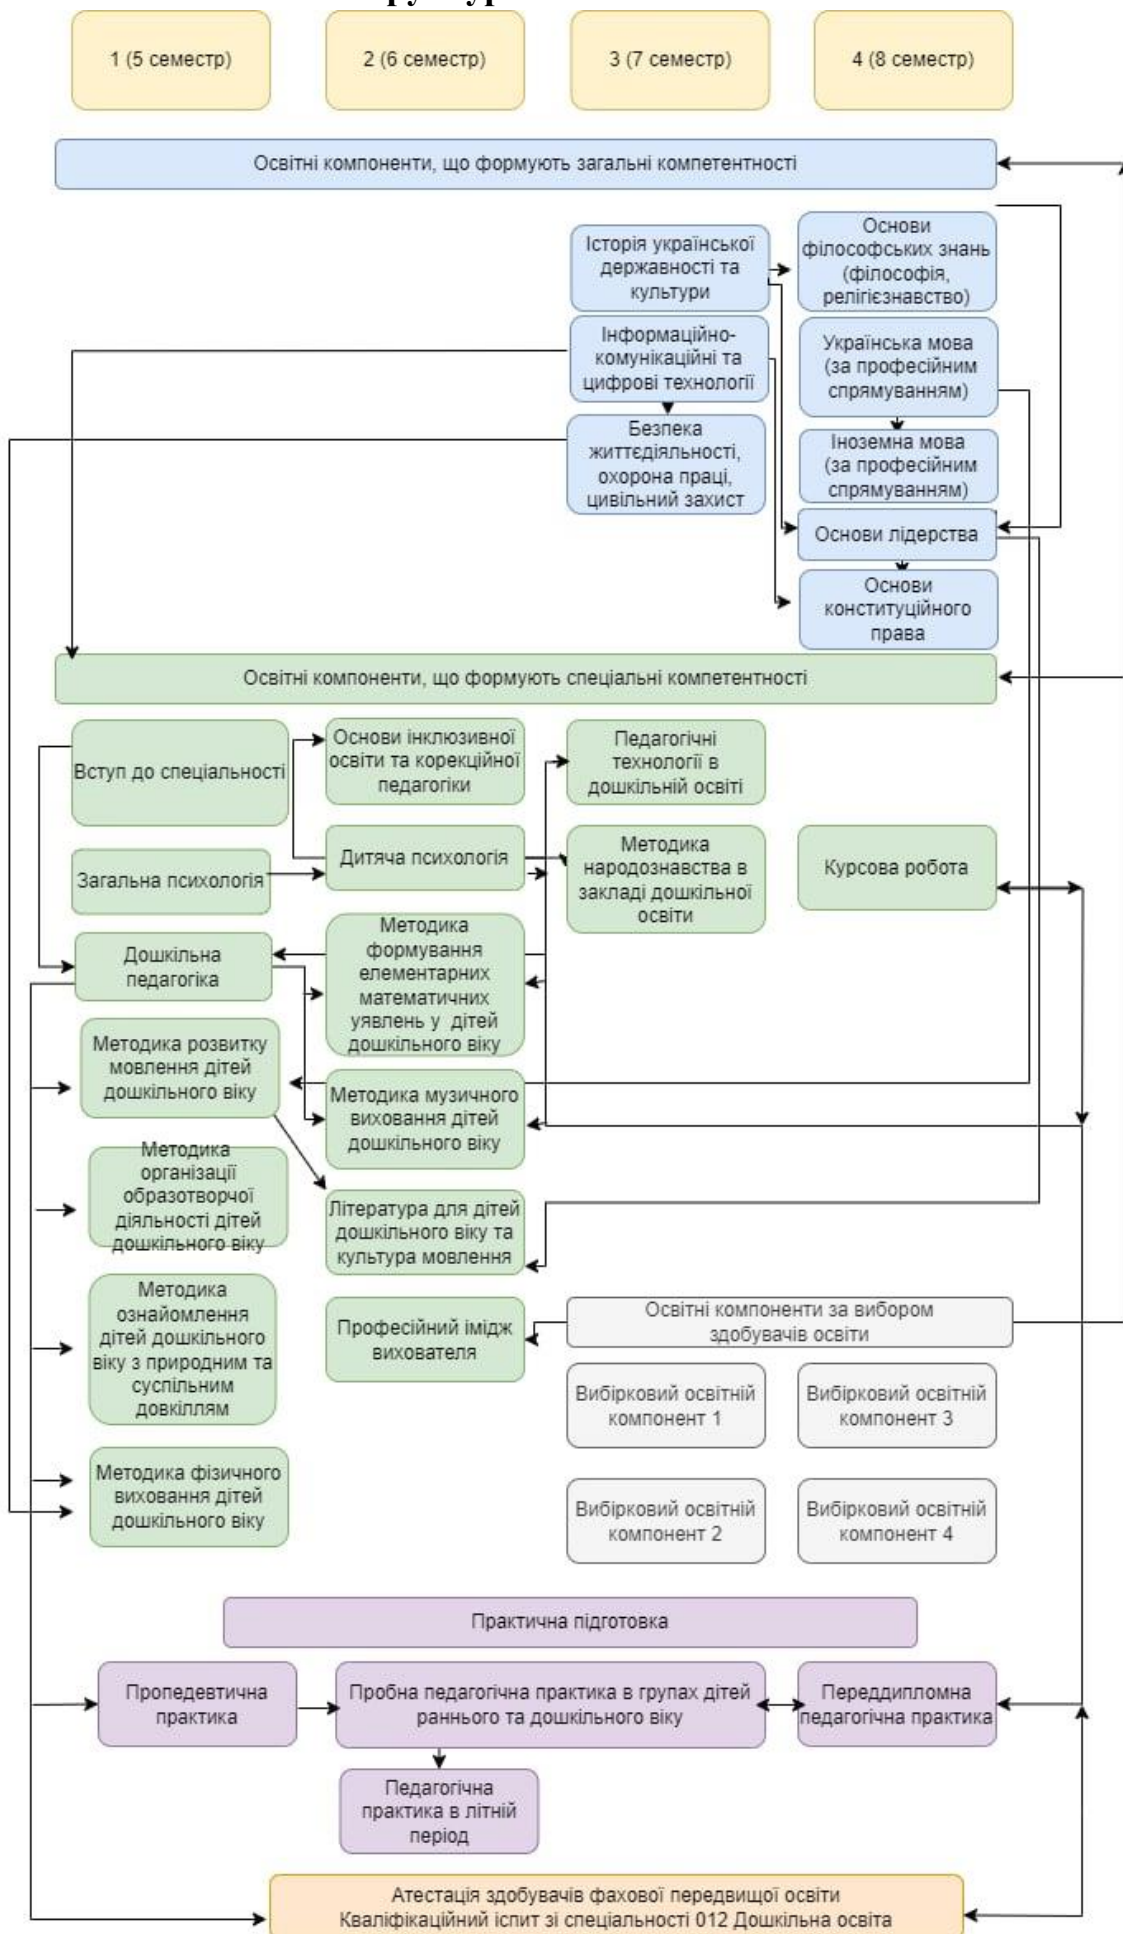 1 (5 семестр)
2 (6 семестр)
3 (7 семестр)
4 (8 семестр)
Освітні компоненти, що формують загальні компетентності
Історія української
державності та
культури
Основи
філософських знань
(філософія,
релігієзнавство)
Інформаційно-
комунікаційні та
цифрові технології
Українська мова
(за професійним
спрямуванням)
Безпека
життєдіяльності,
охорона праці,
цивільний захист
Іноземна мова
(за професійним
спрямуванням)
Основи лідерства
Основи
конституційного
права
Освітні компоненти, що формують спеціальні компетентності
Вступ до спеціальності
Основи інклюзивної
освіти та корекційної
педагогіки
Педагогічні
технології в
дошкільній освіті
Загальна психологія
Дитяча психологія
Методика
народознавства в
закладі дошкільної
освіти
Курсова робота
Дошкільна
педагогіка
Методика
формування
елементарних
математичних
уявлень у дітей
дошкільного віку
Методика розвитку
мовлення дітей
дошкільного віку
Методика музичного
виховання дітей
дошкільного віку
Методика
організації
образотворчої
діяльності дітей
дошкільного віку
Література для дітей
дошкільного віку та
культура мовлення
Методика
ознайомлення
дітей дошкільного
віку з природним та
суспільним
довкіллям
Професійний імідж
вихователя
Освітні компоненти за вибором
здобувачів освіти
Вибірковий освітній
компонент 1
Вибірковий освітній
компонент 3
Методика фізичного
виховання дітей
дошкільного віку
Вибірковий освітній
компонент 2
Вибірковий освітній
компонент 4
Практична підготовка
Пропедевтична
практика
Пробна педагогічна практика в групах дітей
раннього та дошкільного віку
Переддипломна
педагогічна практика
Педагогічна
практика в літній
період
Атестація здобувачів фахової передвищої освіти
Кваліфікаційний іспит зі спеціальності 012 Дошкільна освіта